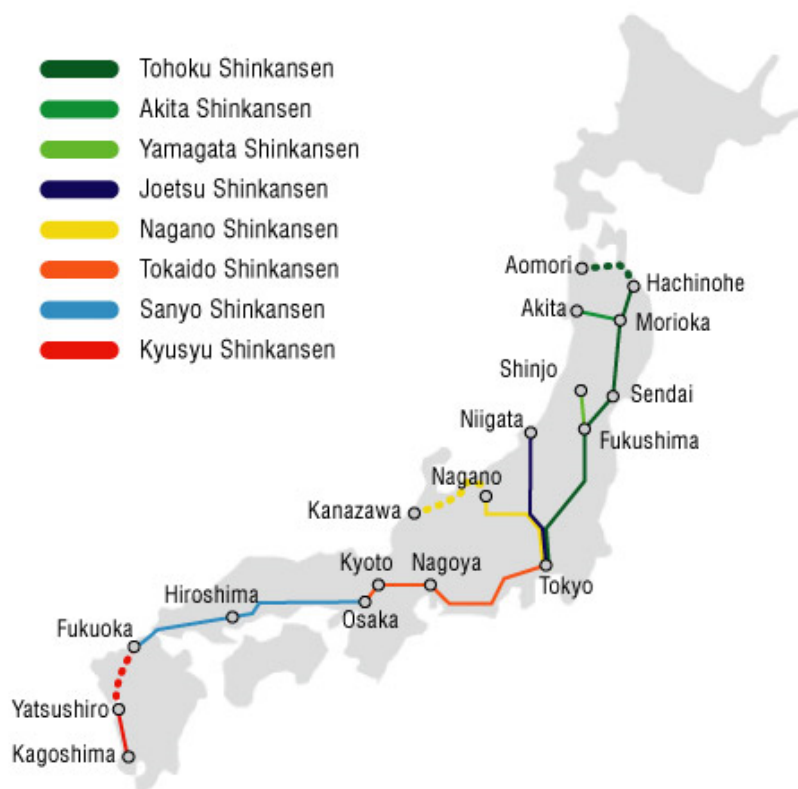 Tohoku Shinkansen
Akita Shinkansen
Yamagata Shinkansen
Joetsu Shinkansen
Nagano Shinkansen
Tokaido Shinkansen
Sanyo Shinkansen
Kyusyu Shinkansen
Aomori
Hachinohe
Akita
Morioka
Shinjo
Sendai
Niigata
Fukushima
Nagano
Kanazawa
Kyoto
Nagoya
Tokyo
Hiroshima
Osaka
Fukuoka
Yatsushiro
Kagoshima